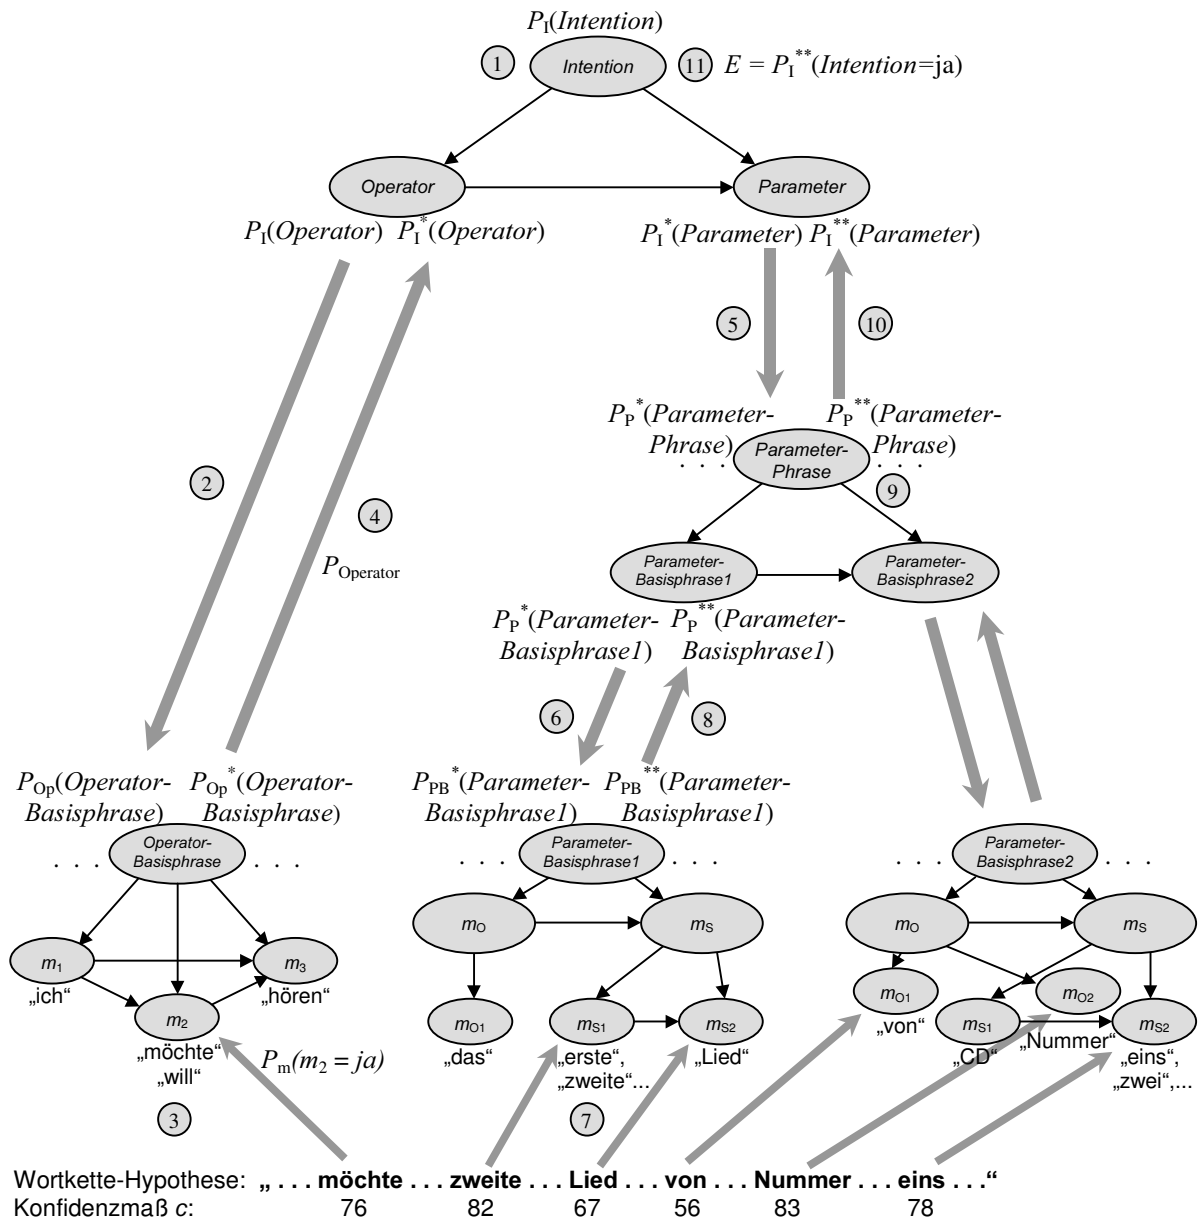 P_I(Intention)
1 Intention 11 E = P_I^**(Intention=ja)
Operator Parameter
P_I(Operator) P_I^*(Operator) P_I^*(Parameter) P_I^**(Parameter)
5 10
P_P^*(Parameter-
Phrase)
P_P^**(Parameter-
Phrase)
. . . Parameter-
Phrase . . .
2 9
4
P_Operator
Parameter-
Basisphrase1
Parameter-
Basisphrase2
P_P^*(Parameter-
Basisphrase1)
P_P^**(Parameter-
Basisphrase1)
6 8
P_Op(Operator-
Basisphrase)
P_Op^*(Operator-
Basisphrase)
P_PB^*(Parameter-
Basisphrase1)
P_PB^**(Parameter-
Basisphrase1)
. . . Operator-
Basisphrase . . .
. . . Parameter-
Basisphrase1 . . .
. . . Parameter-
Basisphrase2 . . .
m_O m_S m_O m_S
m_1 m_3
„ich“ „hören“
m_2
„möchte“
„will“
3
P_m(m_2 = ja)
m_O1 m_S1 m_S2
„das“ „erste“,
„zweite“...
„Lied“
7
m_O1 m_O2
„von“ „Nummer“
m_S1 m_S2
„CD“ „eins“,
„zwei“,...
Wortkette-Hypothese: „ . . . möchte . . . zweite . . . Lied . . . von . . . Nummer . . . eins . . .“
Konfidenzmaß c: 76 82 67 56 83 78